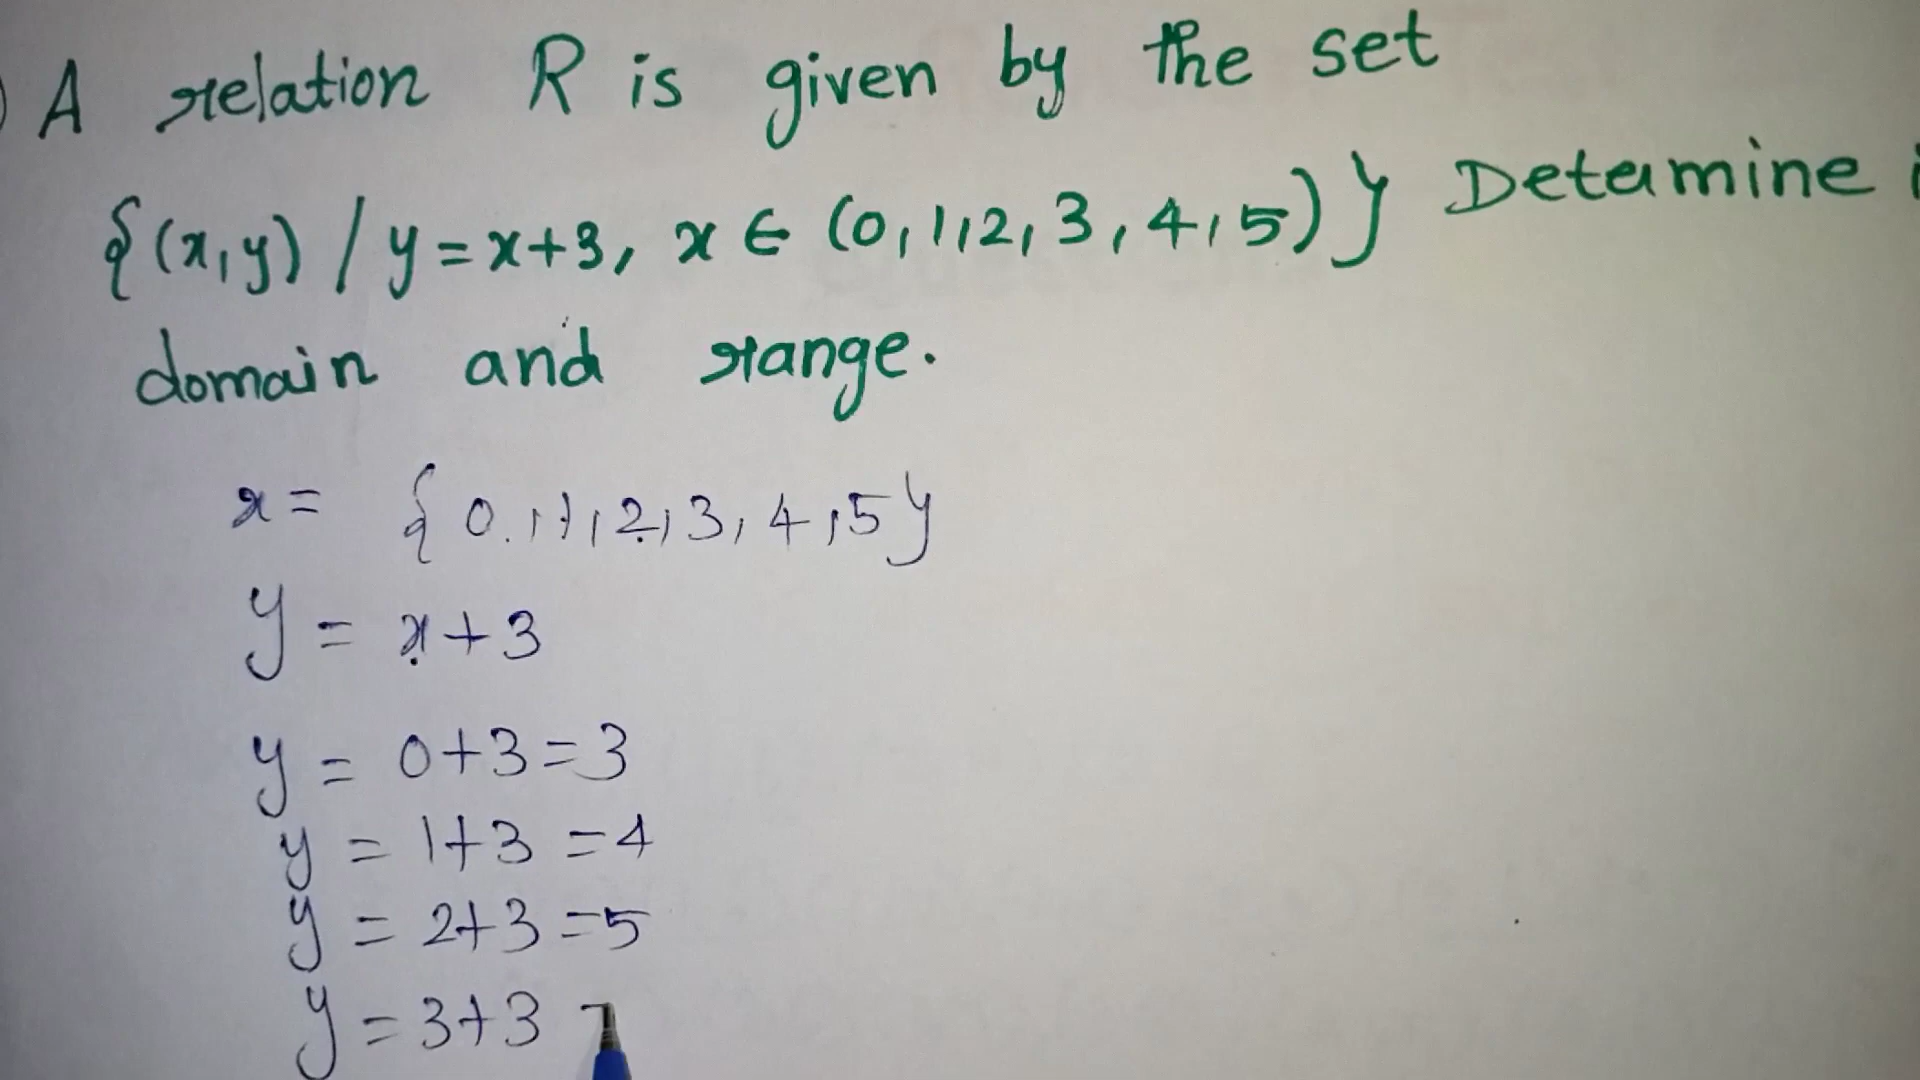 A relation R is given by the set
{(x,y) / y=x+3, x ∈ (0,1,2,3,4,5)} Determine
domain and range.
x = {0,1,2,3,4,5}
y = x+3
y = 0+3=3
y = 1+3 =4
y = 2+3 =5
y = 3+3